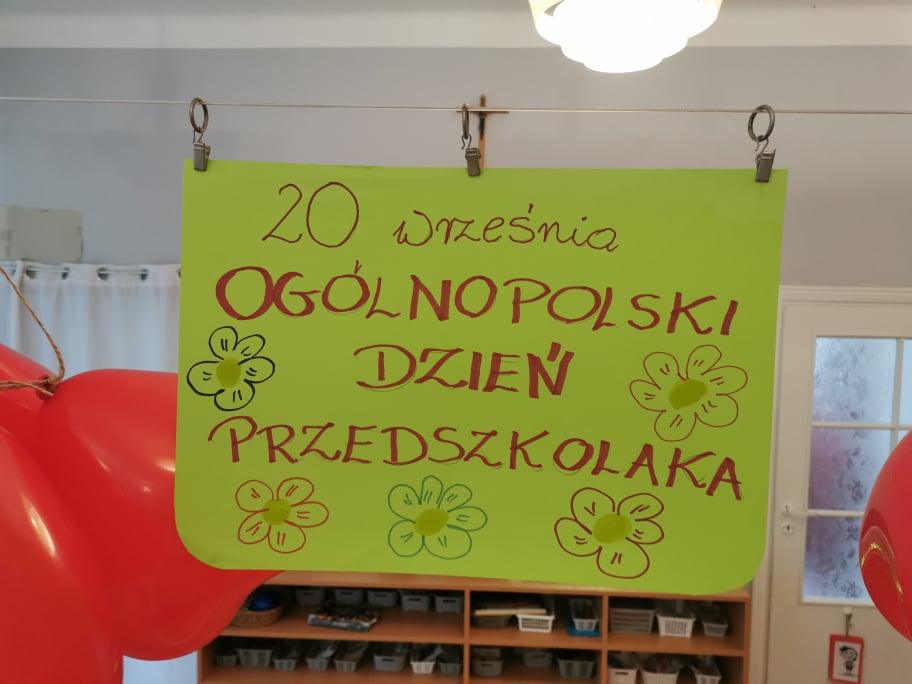 20 września
OGÓLNOPOLSKI
DZIEŃ
PRZEDSZKOLAKA